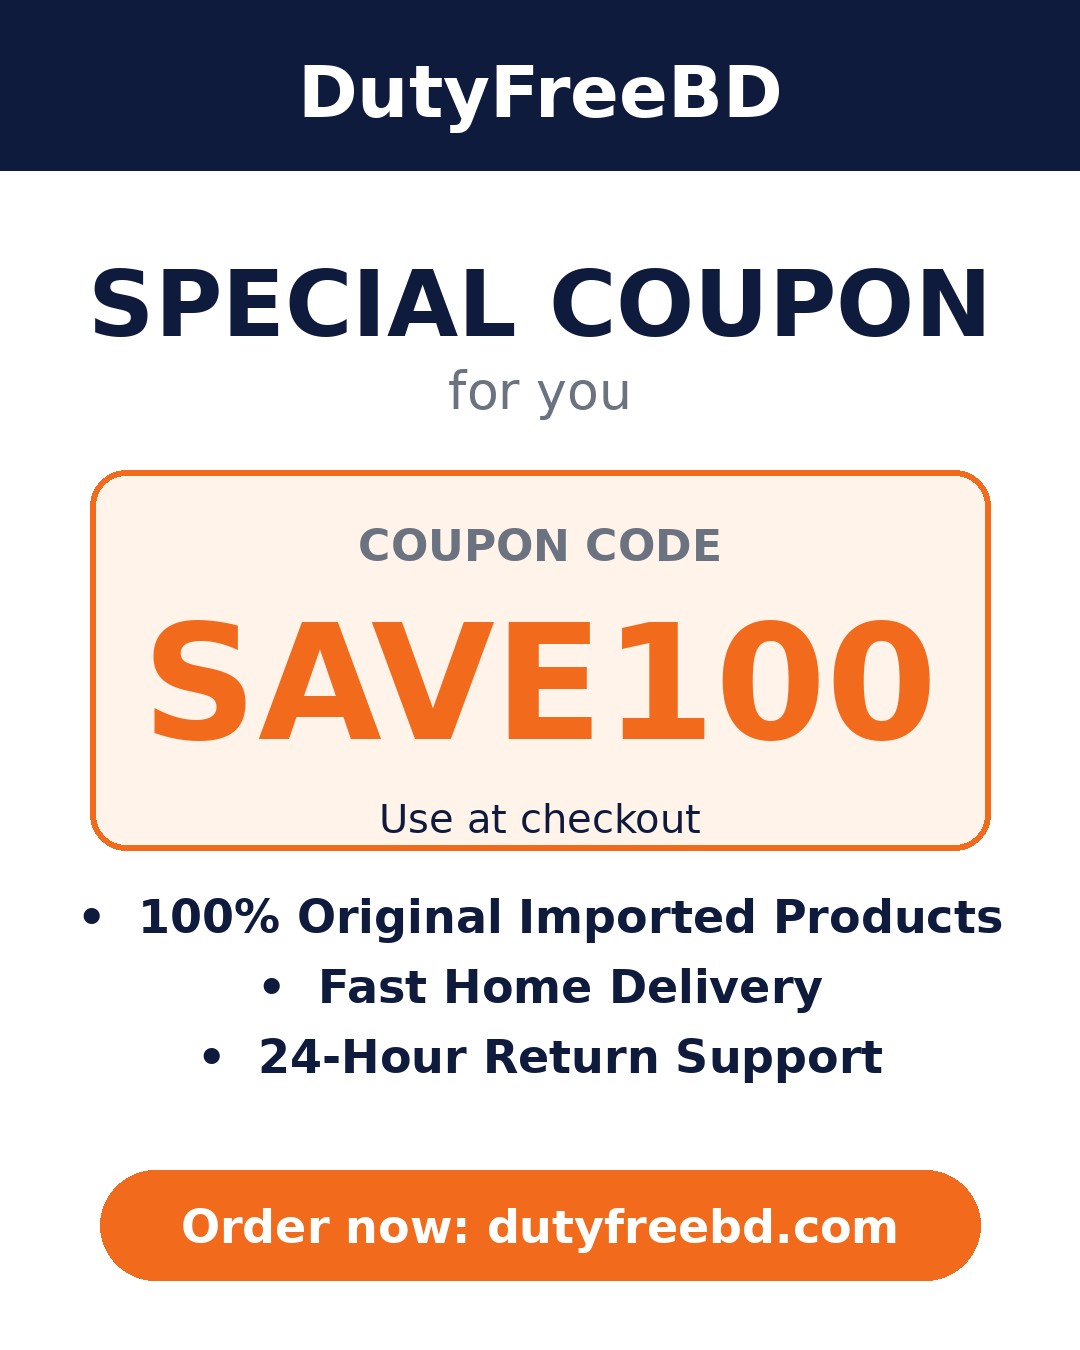 DutyFreeBD
SPECIAL COUPON
for you
COUPON CODE
SAVE100
Use at checkout
• 100% Original Imported Products
• Fast Home Delivery
• 24-Hour Return Support
Order now: dutyfreebd.com